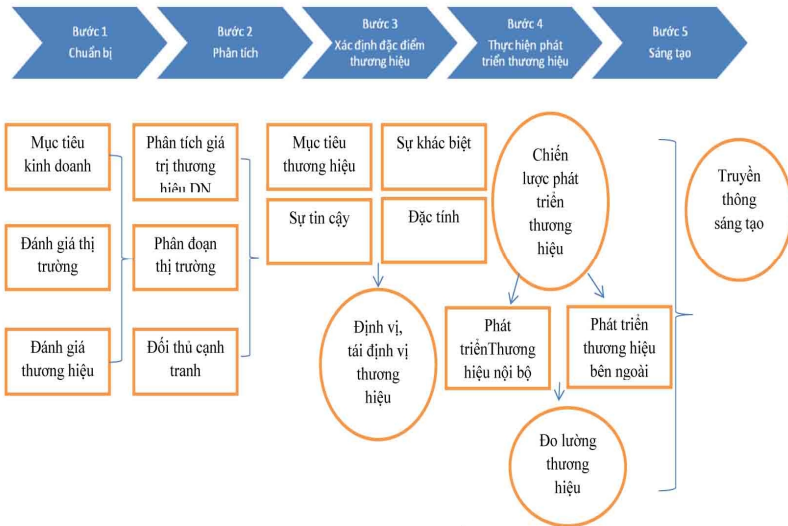 Bước 1
Chuẩn bị
Bước 2
Phân tích
Bước 3
Xác định đặc điểm
thương hiệu
Bước 4
Thực hiện phát
triển thương hiệu
Bước 5
Sáng tạo
Mục tiêu
kinh doanh
Đánh giá thị
trường
Đánh giá
thương hiệu
Phân tích giá
trị thương
hiệu DN
Phân đoạn
thị trường
Đối thủ cạnh
tranh
Mục tiêu
thương hiệu
Sự khác biệt
Sự tin cậy
Đặc tính
Định vị,
tái định vị
thương
hiệu
Chiến
lược phát
triển
thương
hiệu
Phát
triểnThương
hiệu nội bộ
Phát triển
thương hiệu
bên ngoài
Đo lường
thương
hiệu
Truyền
thông
sáng tạo